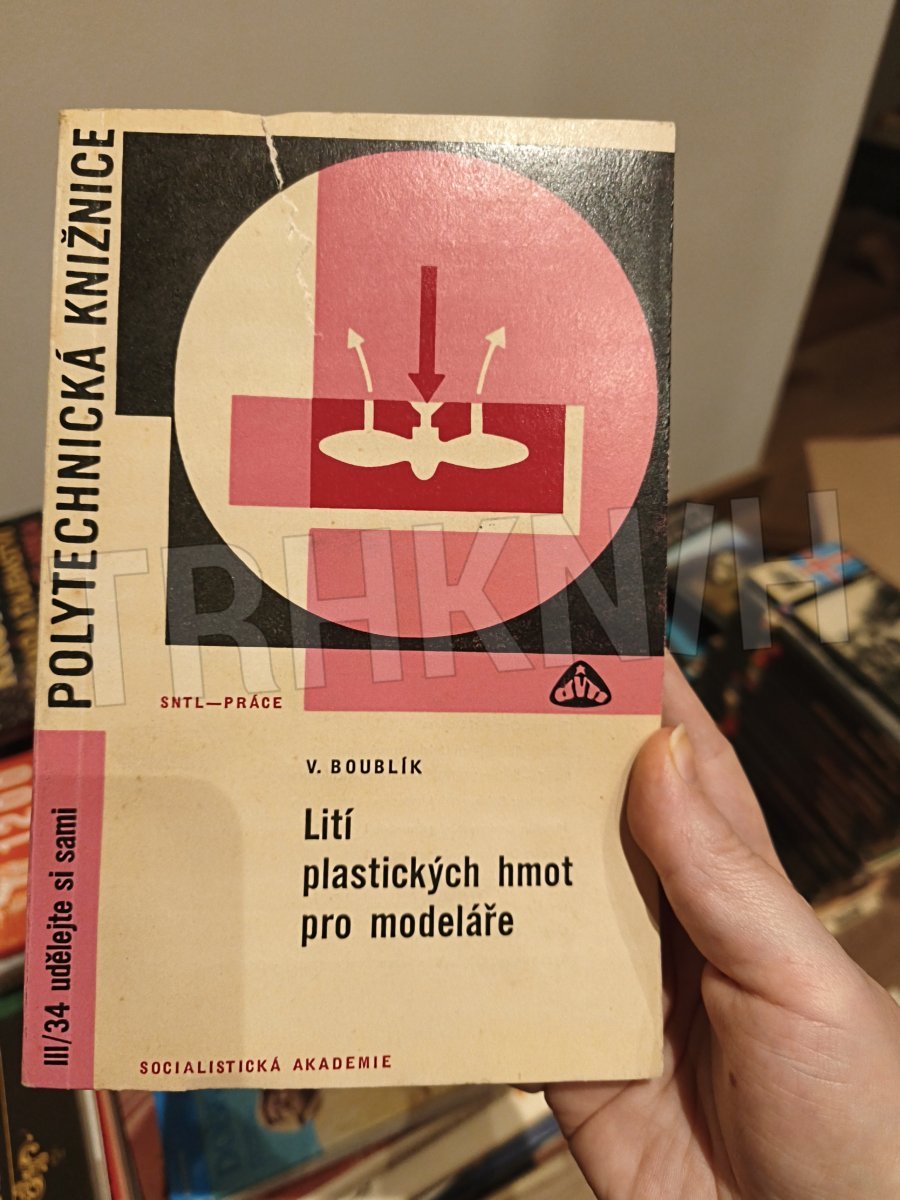 POLYTECHNICKÁ KNIŽNICE
TRHKNIH
SNTL—PRÁCE
V. BOUBLÍK
Lití
plastických hmot
pro modeláře
III/34 udělejte si sami
SOCIALISTICKÁ AKADEMIE